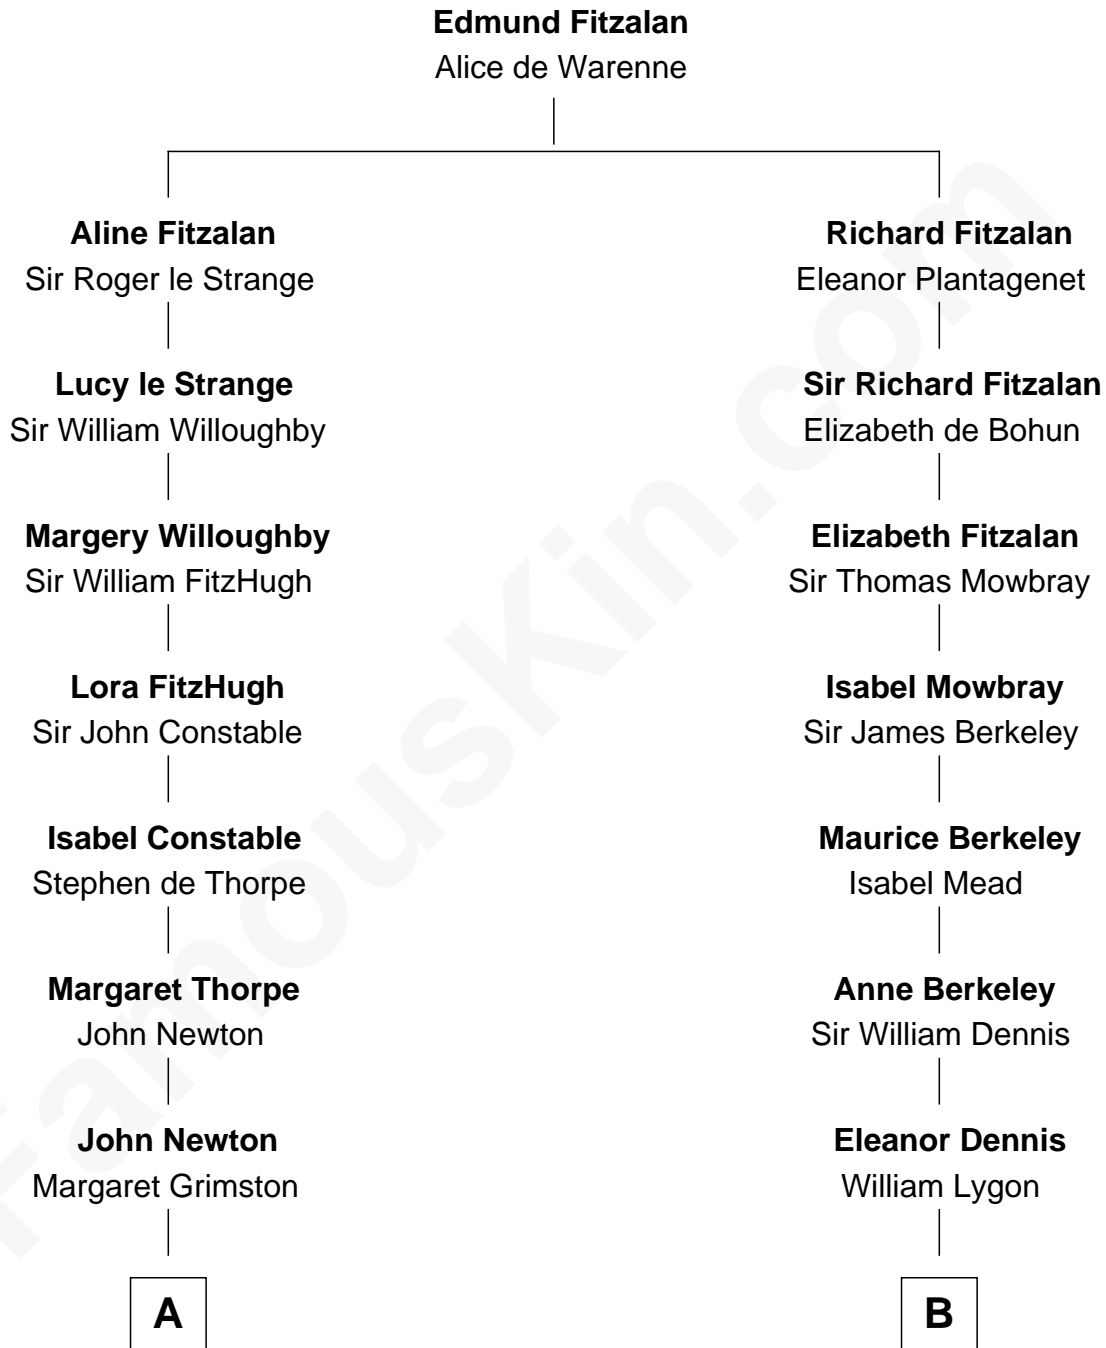 Edmund Fitzalan
Alice de Warenne
Aline Fitzalan
Sir Roger le Strange
Richard Fitzalan
Eleanor Plantagenet
Lucy le Strange
Sir William Willoughby
Sir Richard Fitzalan
Elizabeth de Bohun
Margery Willoughby
Sir William FitzHugh
Elizabeth Fitzalan
Sir Thomas Mowbray
Lora FitzHugh
Sir John Constable
Isabel Mowbray
Sir James Berkeley
Isabel Constable
Stephen de Thorpe
Maurice Berkeley
Isabel Mead
Margaret Thorpe
John Newton
Anne Berkeley
Sir William Dennis
John Newton
Margaret Grimston
Eleanor Dennis
William Lygon
A
B
FamousKin.com